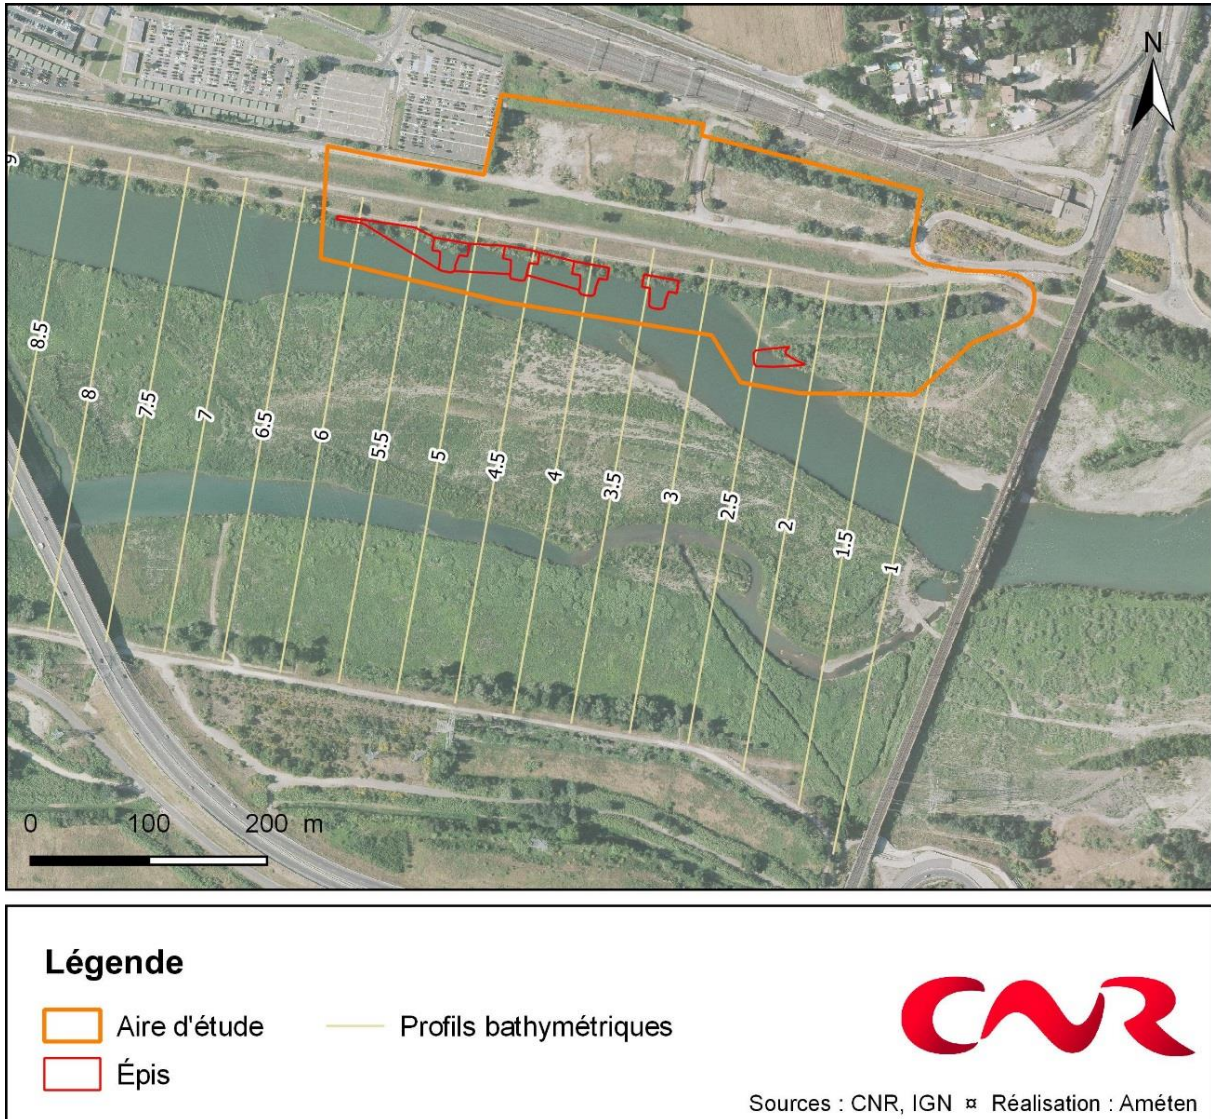 N
9
8.5
8
7.5
7
6.5
6
5.5
5
4.5
4
3.5
3
2.5
2
1.5
1
0 100 200 m
Légende
Aire d'étude
Profils bathymétriques
Épis
CNR
Sources : CNR, IGN ¤ Réalisation : Améten